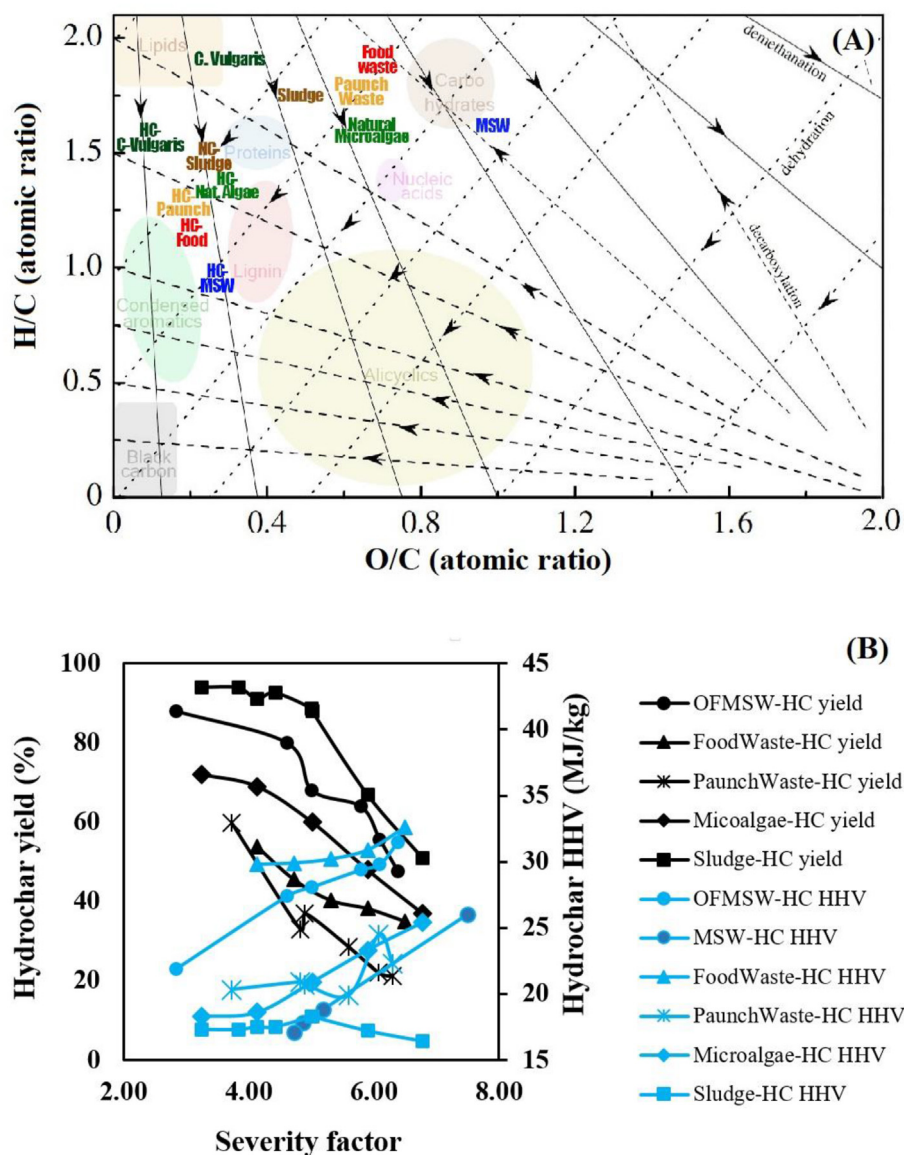 (A)
2.0
1.5
1.0
0.5
0
H/C (atomic ratio)
Lipids
C. Vulgaris
Sludge
Food
waste
Paunch
Waste
Natural
Microalgae
Carbo
hydrates
MSW
demethanation
dehydration
decarboxylation
HC-
C-Vulgaris
HC-
Sludge
Proteins
HC-
Nat. Algae
HC-
Paunch
HC-
Food
Nucleic
acids
HC-
MSW
Lignin
Condensed
aromatics
Alicyclics
Black
carbon
0 0.4 0.8 1.2 1.6 2.0
O/C (atomic ratio)
(B)
Hydrochar yield (%)
100
80
60
40
20
0
45
40
35
30
25
20
15
Hydrochar HHV (MJ/kg)
2.00 4.00 6.00 8.00
Severity factor
OFMSW-HC yield
FoodWaste-HC yield
PaunchWaste-HC yield
Micoalgae-HC yield
Sludge-HC yield
OFMSW-HC HHV
MSW-HC HHV
FoodWaste-HC HHV
PaunchWaste-HC HHV
Microalgae-HC HHV
Sludge-HC HHV